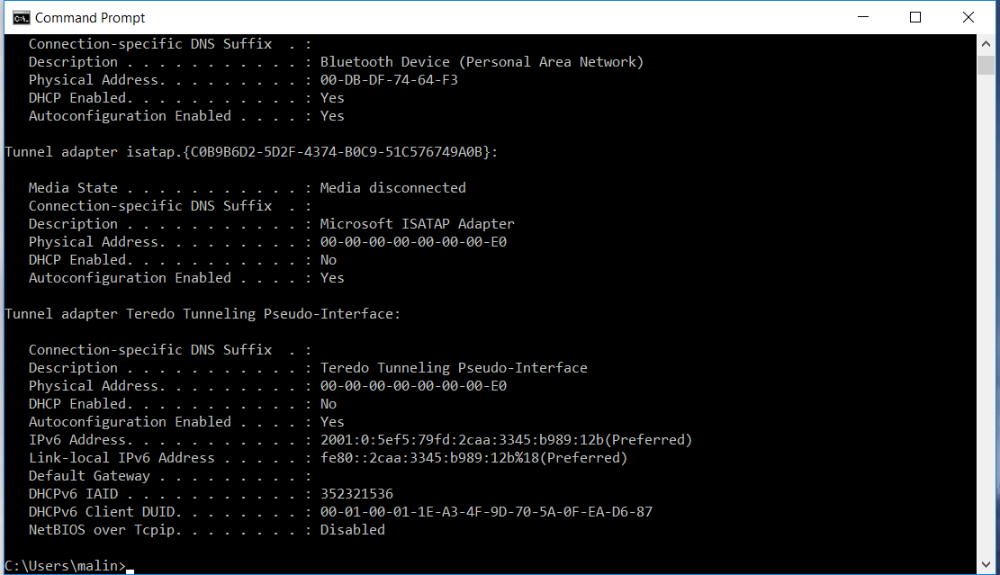 Command Prompt
Connection-specific DNS Suffix  . :
Description . . . . . . . . . . . : Bluetooth Device (Personal Area Network)
Physical Address. . . . . . . . . : 00-DB-DF-74-64-F3
DHCP Enabled. . . . . . . . . . . : Yes
Autoconfiguration Enabled . . . . : Yes
Tunnel adapter isatap.{C0B9B6D2-5D2F-4374-B0C9-51C576749A0B}:
Media State . . . . . . . . . . . : Media disconnected
Connection-specific DNS Suffix  . :
Description . . . . . . . . . . . : Microsoft ISATAP Adapter
Physical Address. . . . . . . . . : 00-00-00-00-00-00-00-E0
DHCP Enabled. . . . . . . . . . . : No
Autoconfiguration Enabled . . . . : Yes
Tunnel adapter Teredo Tunneling Pseudo-Interface:
Connection-specific DNS Suffix  . :
Description . . . . . . . . . . . : Teredo Tunneling Pseudo-Interface
Physical Address. . . . . . . . . : 00-00-00-00-00-00-00-E0
DHCP Enabled. . . . . . . . . . . : No
Autoconfiguration Enabled . . . . : Yes
IPv6 Address. . . . . . . . . . . : 2001:0:5ef5:79fd:2caa:3345:b989:12b(Preferred)
Link-local IPv6 Address . . . . . : fe80::2caa:3345:b989:12b%18(Preferred)
Default Gateway . . . . . . . . . :
DHCPv6 IAID . . . . . . . . . . . : 352321536
DHCPv6 Client DUID. . . . . . . . : 00-01-00-01-1E-A3-4F-9D-70-5A-0F-EA-D6-87
NetBIOS over Tcpip. . . . . . . . : Disabled
C:\Users\malin>